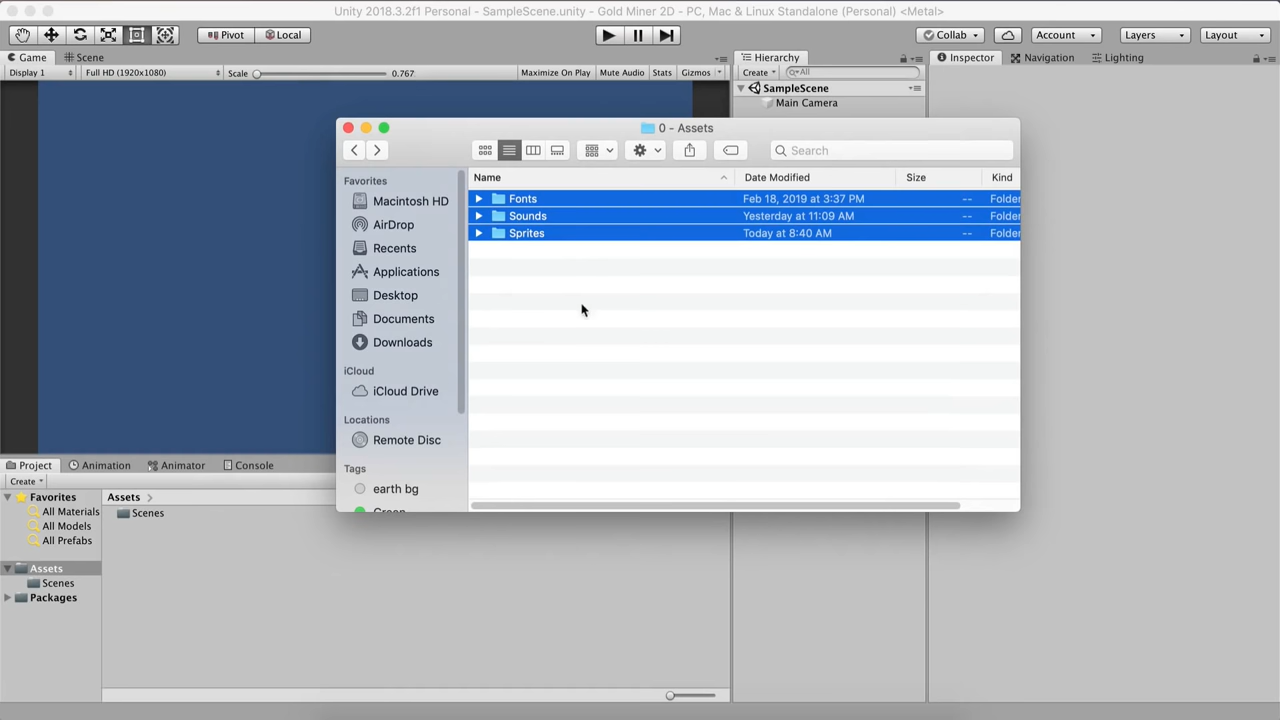 Unity 2018.3.2f1 Personal - SampleScene.unity - Gold Miner 2D - PC, Mac & Linux Standalone (Personal) <Metal>
Pivot Local Collab Account Layers Layout
Game Scene Hierarchy Inspector Navigation Lighting
Display 1 Full HD (1920x1080) Scale 0.767 Maximize On Play Mute Audio Stats Gizmos Create All
SampleScene
Main Camera
0 - Assets
Search
Favorites Name Date Modified Size Kind
Macintosh HD Fonts Feb 18, 2019 at 3:37 PM -- Folder
AirDrop Sounds Yesterday at 11:09 AM -- Folder
Recents Sprites Today at 8:40 AM -- Folder
Applications
Desktop
Documents
Downloads
iCloud
iCloud Drive
Locations
Remote Disc
Tags
earth bg
Project Animation Animator Console
Create
Favorites Assets
All Materials Scenes
All Models
All Prefabs
Assets
Scenes
Packages